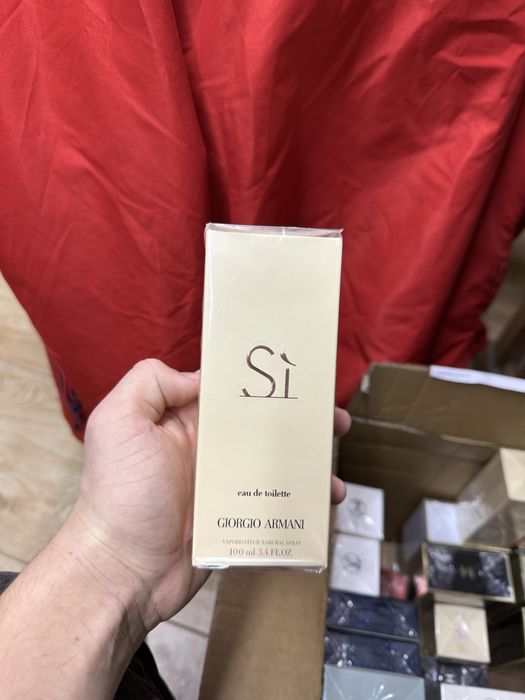 Sì
eau de toilette
GIORGIO ARMANI
VAPORISATEUR NATURAL SPRAY
100 ml 3.4 FL.OZ